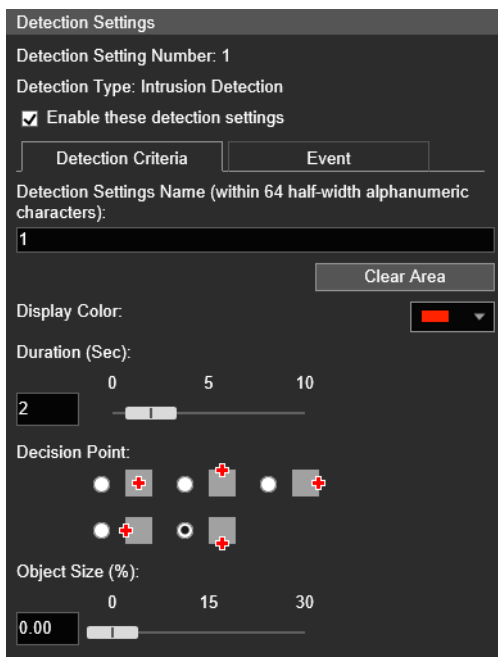 Detection Settings
Detection Setting Number: 1
Detection Type: Intrusion Detection
Enable these detection settings
Detection Criteria Event
Detection Settings Name (within 64 half-width alphanumeric
characters):
1
Clear Area
Display Color:
Duration (Sec):
0 5 10
2
Decision Point:
Object Size (%):
0 15 30
0.00